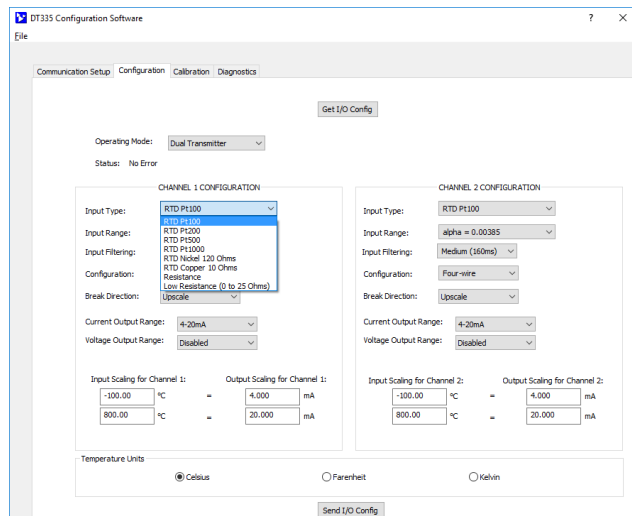 DT335 Configuration Software
? X
File
Communication Setup Configuration Calibration Diagnostics
Get I/O Config
Operating Mode: Dual Transmitter
Status: No Error
CHANNEL 1 CONFIGURATION
Input Type: RTD Pt100
RTD Pt100
RTD Pt200
RTD Pt500
RTD Pt1000
RTD Nickel 120 Ohms
RTD Copper 10 Ohms
Resistance
Low Resistance (0 to 25 Ohms)
Input Range:
Input Filtering:
Configuration:
Break Direction: Upscale
Current Output Range: 4-20mA
Voltage Output Range: Disabled
Input Scaling for Channel 1: Output Scaling for Channel 1:
-100.00 °C = 4.000 mA
800.00 °C = 20.000 mA
CHANNEL 2 CONFIGURATION
Input Type: RTD Pt100
Input Range: alpha = 0.00385
Input Filtering: Medium (160ms)
Configuration: Four-wire
Break Direction: Upscale
Current Output Range: 4-20mA
Voltage Output Range: Disabled
Input Scaling for Channel 2: Output Scaling for Channel 2:
-100.00 °C = 4.000 mA
800.00 °C = 20.000 mA
Temperature Units
Celsius Farenheit Kelvin
Send I/O Config